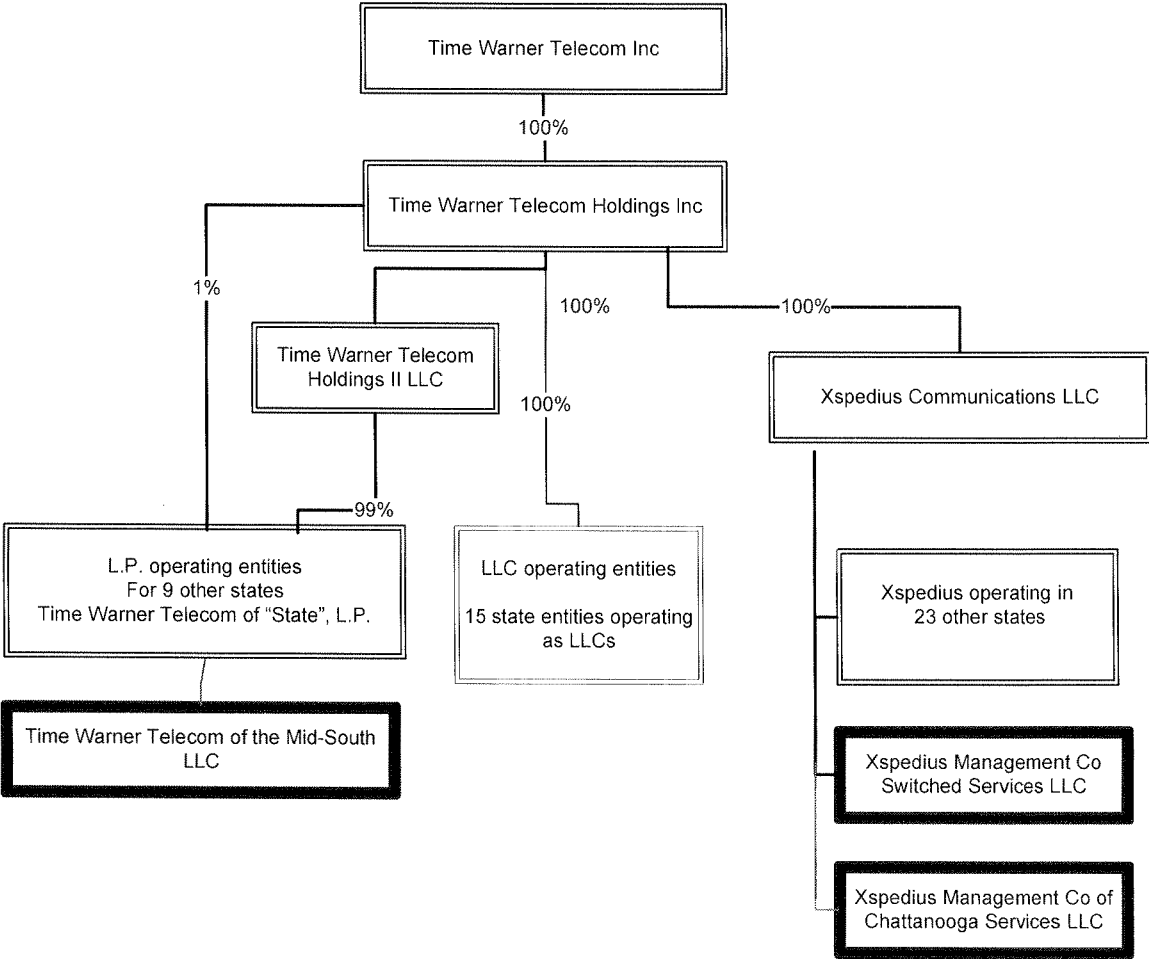 Time Warner Telecom Inc
100%
Time Warner Telecom Holdings Inc
1%
100%
100%
Time Warner Telecom
Holdings II LLC
Xspedius Communications LLC
100%
99%
L.P. operating entities
For 9 other states
Time Warner Telecom of “State”, L.P.
LLC operating entities
15 state entities operating
as LLCs
Xspedius operating in
23 other states
Time Warner Telecom of the Mid-South
LLC
Xspedius Management Co
Switched Services LLC
Xspedius Management Co of
Chattanooga Services LLC